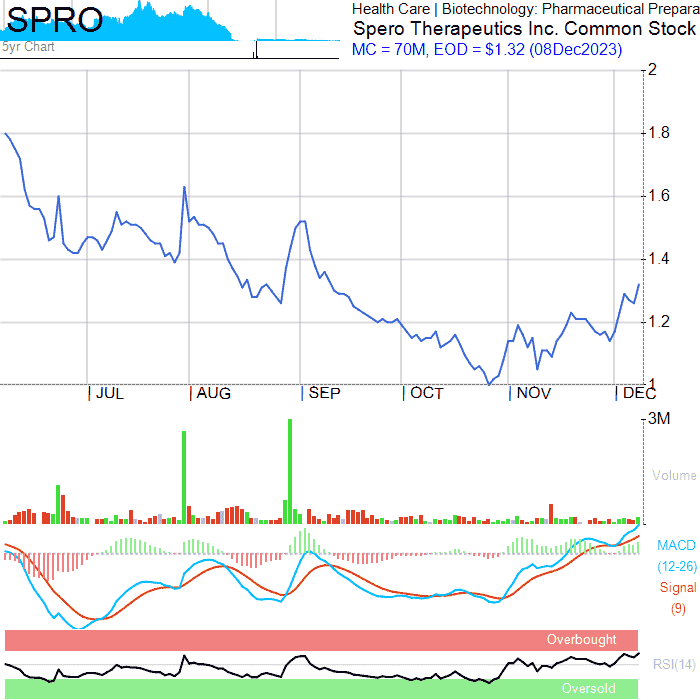 SPRO
5yr Chart
Health Care | Biotechnology: Pharmaceutical Prepara
Spero Therapeutics Inc. Common Stock
MC = 70M, EOD = $1.32 (08Dec2023)
2
1.8
1.6
1.4
1.2
1
JUL
AUG
SEP
OCT
NOV
DEC
3M
Volume
MACD
(12-26)
Signal
(9)
Overbought
RSI(14)
Oversold